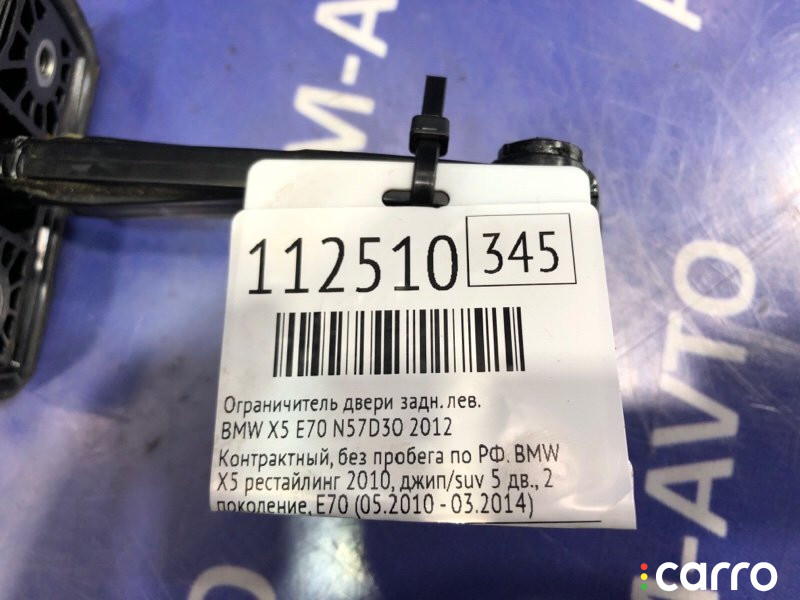 М-А
112510 345
Ограничитель двери задн. лев.
BMW X5 E70 N57D30 2012
Контрактный, без пробега по РФ. BMW
X5 рестайлинг 2010, джип/suv 5 дв., 2
поколение, E70 (05.2010 - 03.2014)
М-AVTO
carro